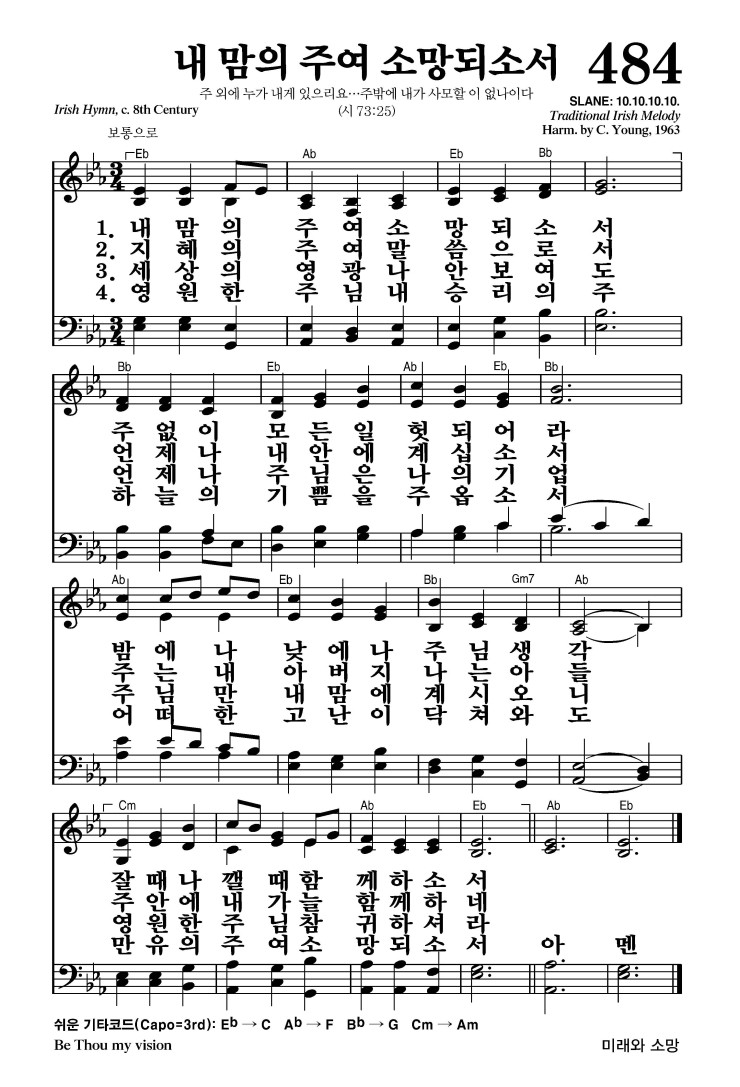 내 맘의 주여 소망되소서 484
주 외에 누가 내게 있으리요…주밖에 내가 사모할 이 없나이다
(시 73:25)
Irish Hymn, c. 8th Century
SLANE: 10.10.10.10.
Traditional Irish Melody
Harm. by C. Young, 1963
보통으로
Eb Ab Eb Bb
3 4
1. 내 맘 의 주 여 소 망 되 소 서
2. 지 혜 의 주 여 말 씀 으 로 서
3. 세 상 의 영 광 나 안 보 여 도
4. 영 원 한 주 님 내 승 리 의 주
3 4
Bb Eb Ab Eb Bb
주 없 이 모 든 일 헛 되 어 라
언 제 나 내 안 에 계 십 소 서
언 제 나 주 님 은 나 의 기 업
하 늘 의 기 쁨 을 주 옵 소 서
Ab Eb Bb Gm7 Ab
밤 에 나 낮 에 나 주 님 생 각
주 는 내 아 버 지 나 는 아 들
주 님 만 내 맘 에 계 시 오 니
어 떠 한 고 난 이 닥 쳐 와 도
Cm Ab Eb Ab Eb
잘 때 나 깰 때 함 께 하 소 서
주 안 에 내 가 늘 함 께 하 네
영 원 한 주 님 참 귀 하 셔 라
만 유 의 주 여 소 망 되 소 서 아 멘
쉬운 기타코드(Capo=3rd): Eb → C Ab → F Bb → G Cm → Am
Be Thou my vision
미래와 소망